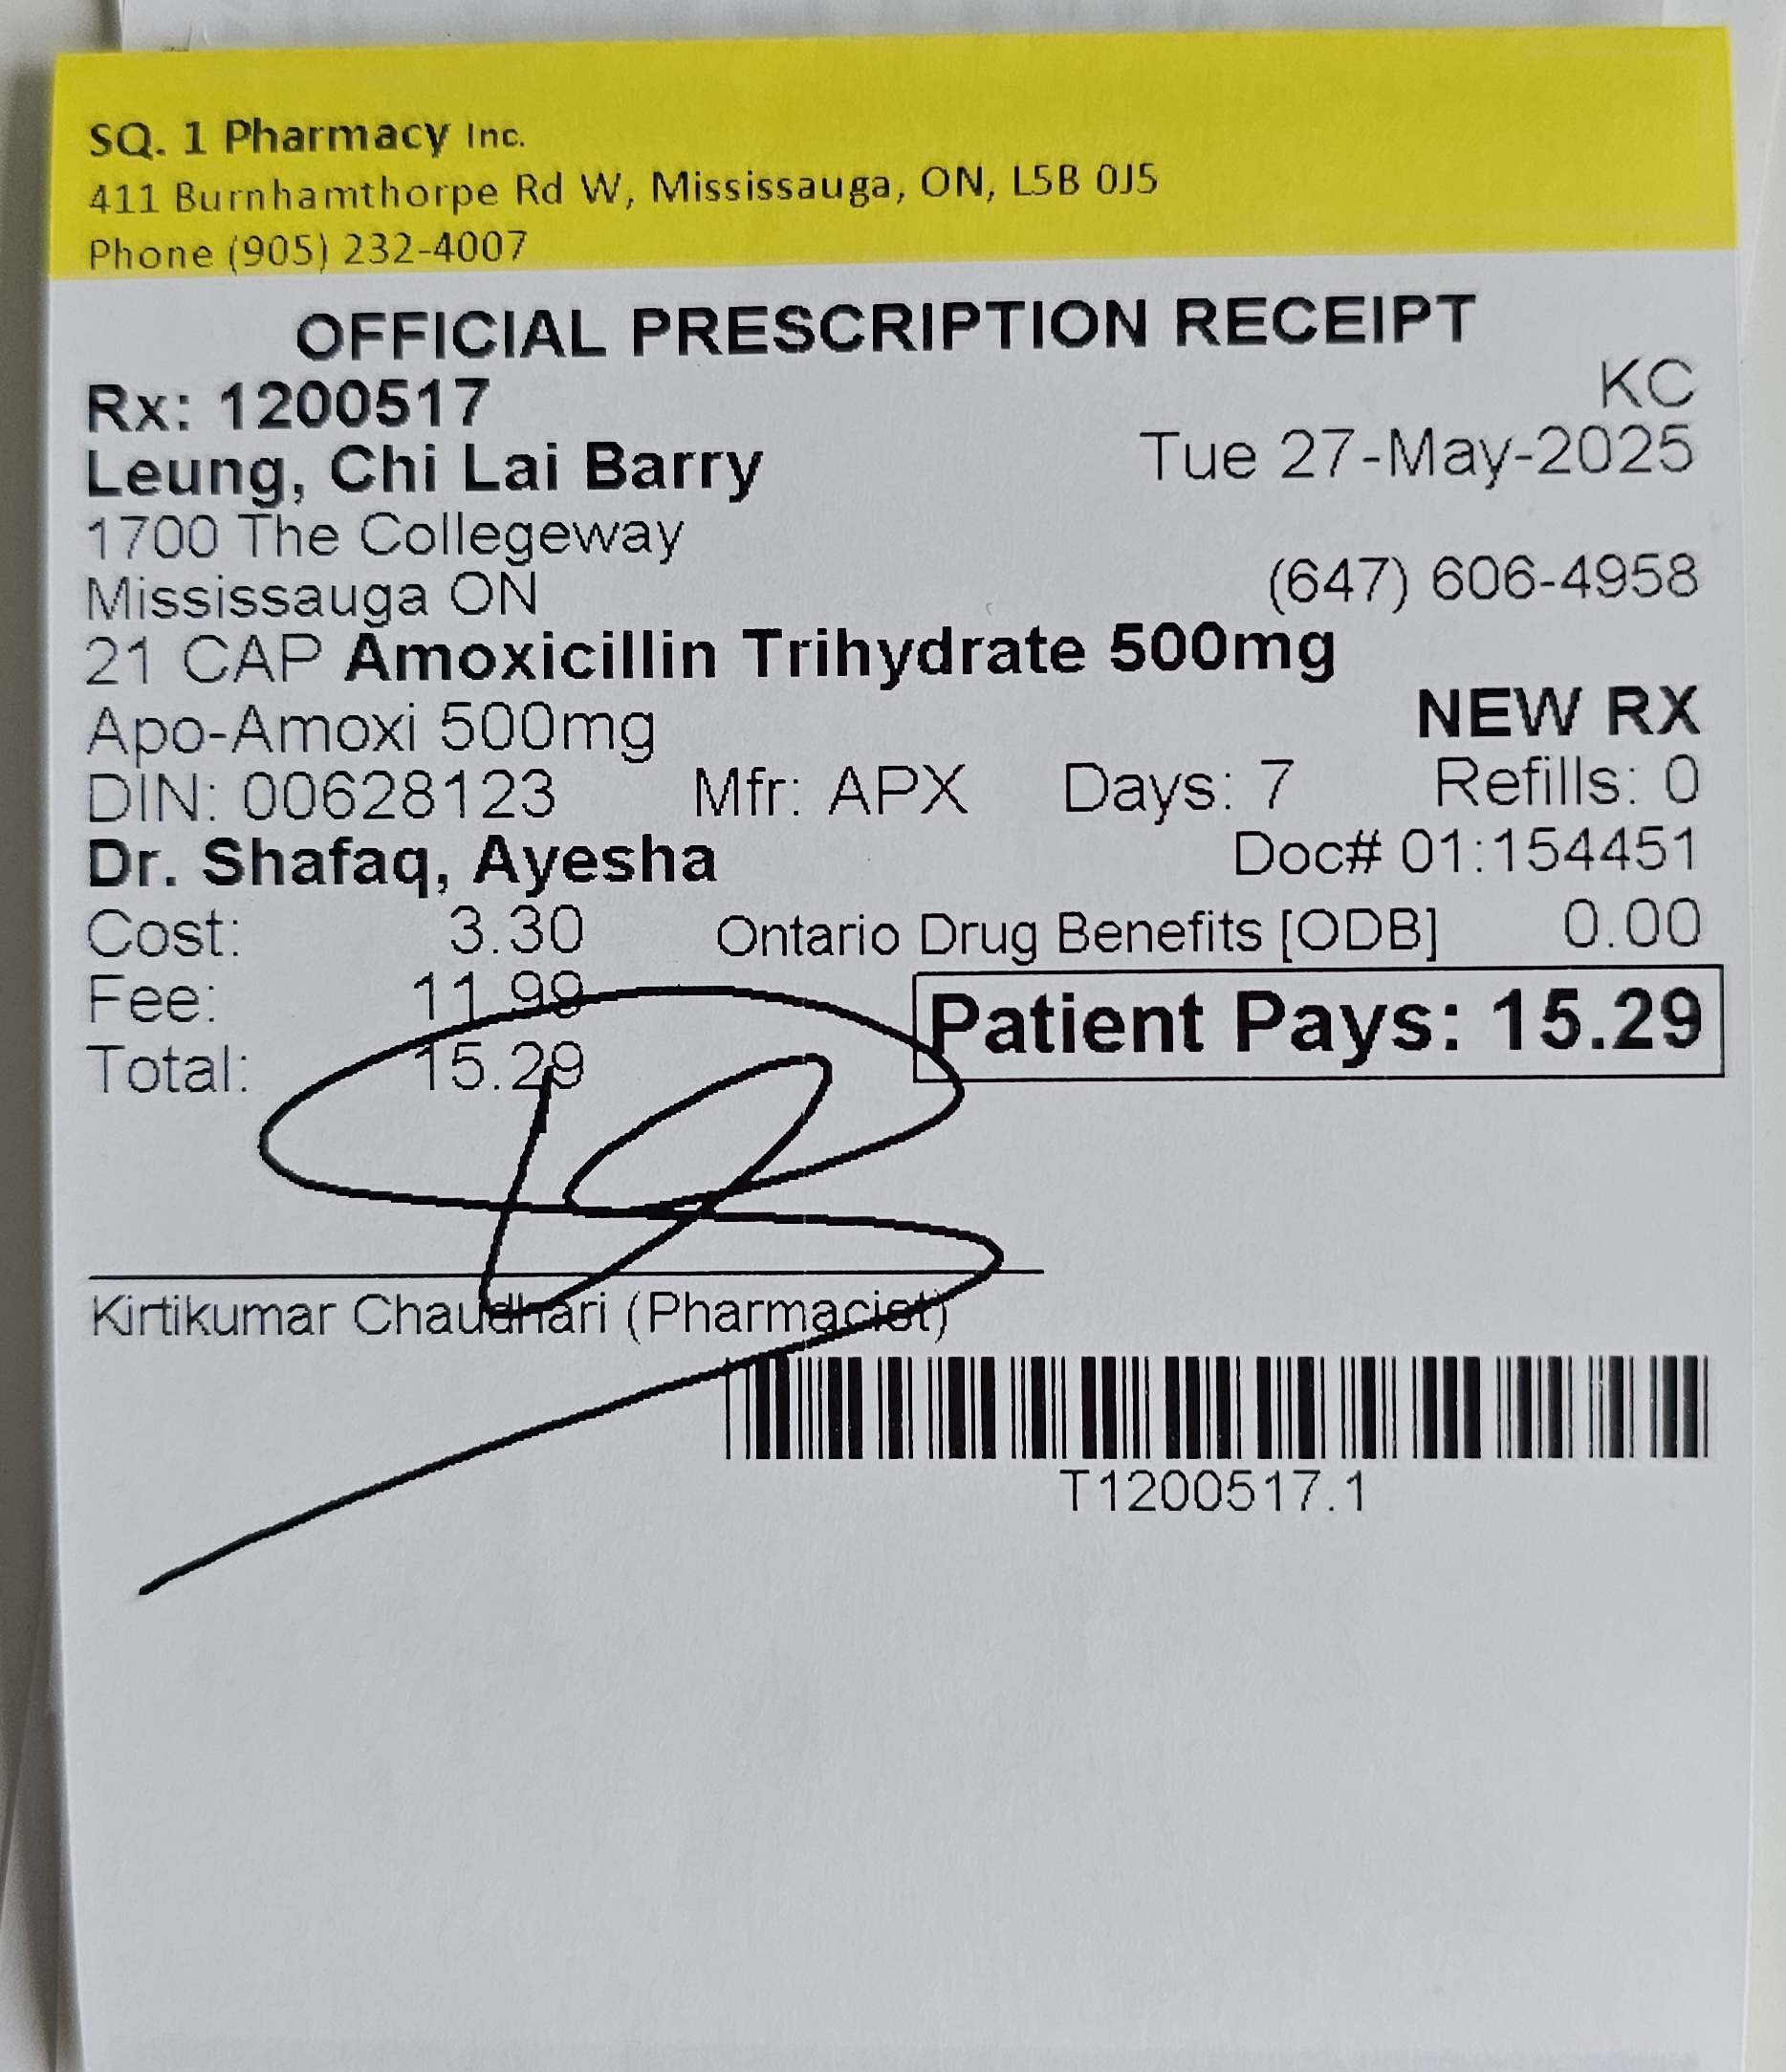 SQ. 1 Pharmacy Inc.
411 Burnhamthorpe Rd W, Mississauga, ON, L5B 0J5
Phone (905) 232-4007
OFFICIAL PRESCRIPTION RECEIPT
Rx: 1200517 KC
Leung, Chi Lai Barry Tue 27-May-2025
1700 The Collegeway
Mississauga ON (647) 606-4958
21 CAP Amoxicillin Trihydrate 500mg
Apo-Amoxi 500mg NEW RX
DIN: 00628123 Mfr: APX Days: 7 Refills: 0
Dr. Shafaq, Ayesha Doc# 01:154451
Cost: 3.30 Ontario Drug Benefits [ODB] 0.00
Fee: 11.99 Patient Pays: 15.29
Total: 15.29
Kirtikumar Chaudhari (Pharmacist)
T1200517.1